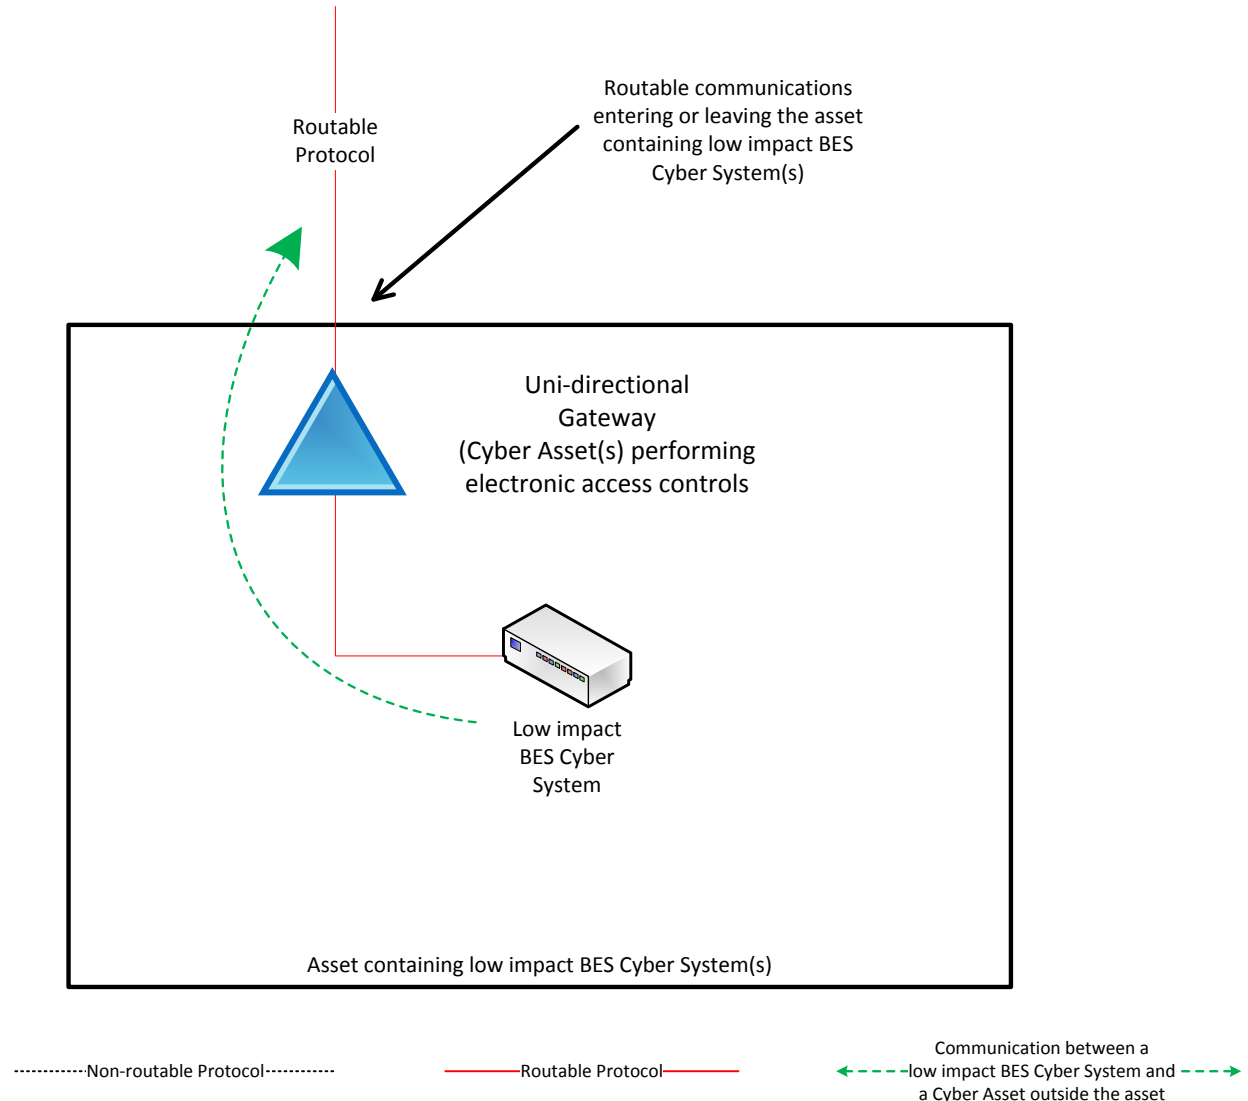 Routable communications
entering or leaving the asset
containing low impact BES
Cyber System(s)
Routable
Protocol
Uni-directional
Gateway
(Cyber Asset(s) performing
electronic access controls
Low impact
BES Cyber
System
Asset containing low impact BES Cyber System(s)
Non-routable Protocol
Routable Protocol
Communication between a
low impact BES Cyber System and
a Cyber Asset outside the asset